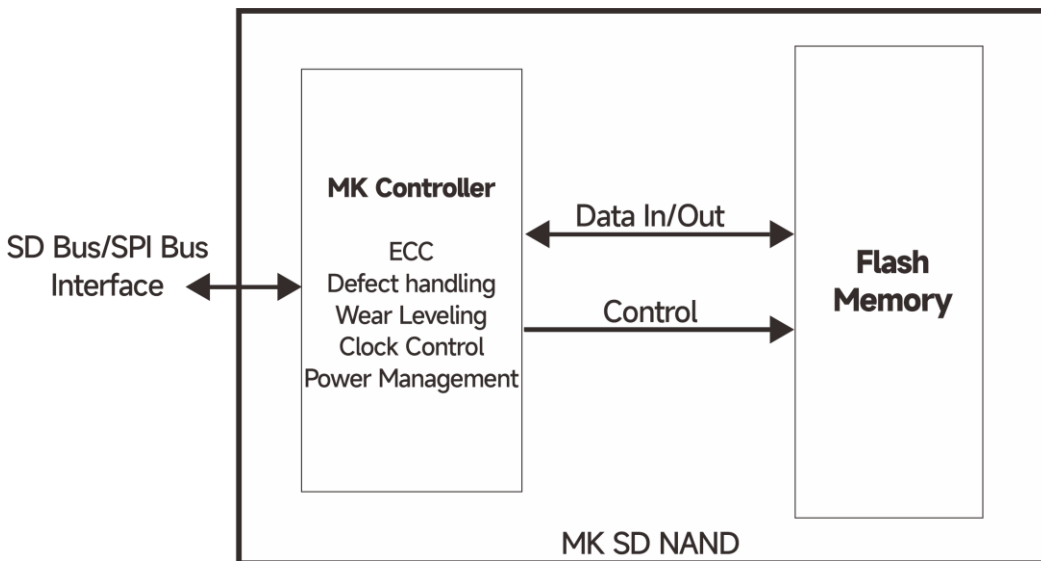 SD Bus/SPI Bus
Interface
MK Controller
ECC
Defect handling
Wear Leveling
Clock Control
Power Management
Data In/Out
Control
Flash
Memory
MK SD NAND